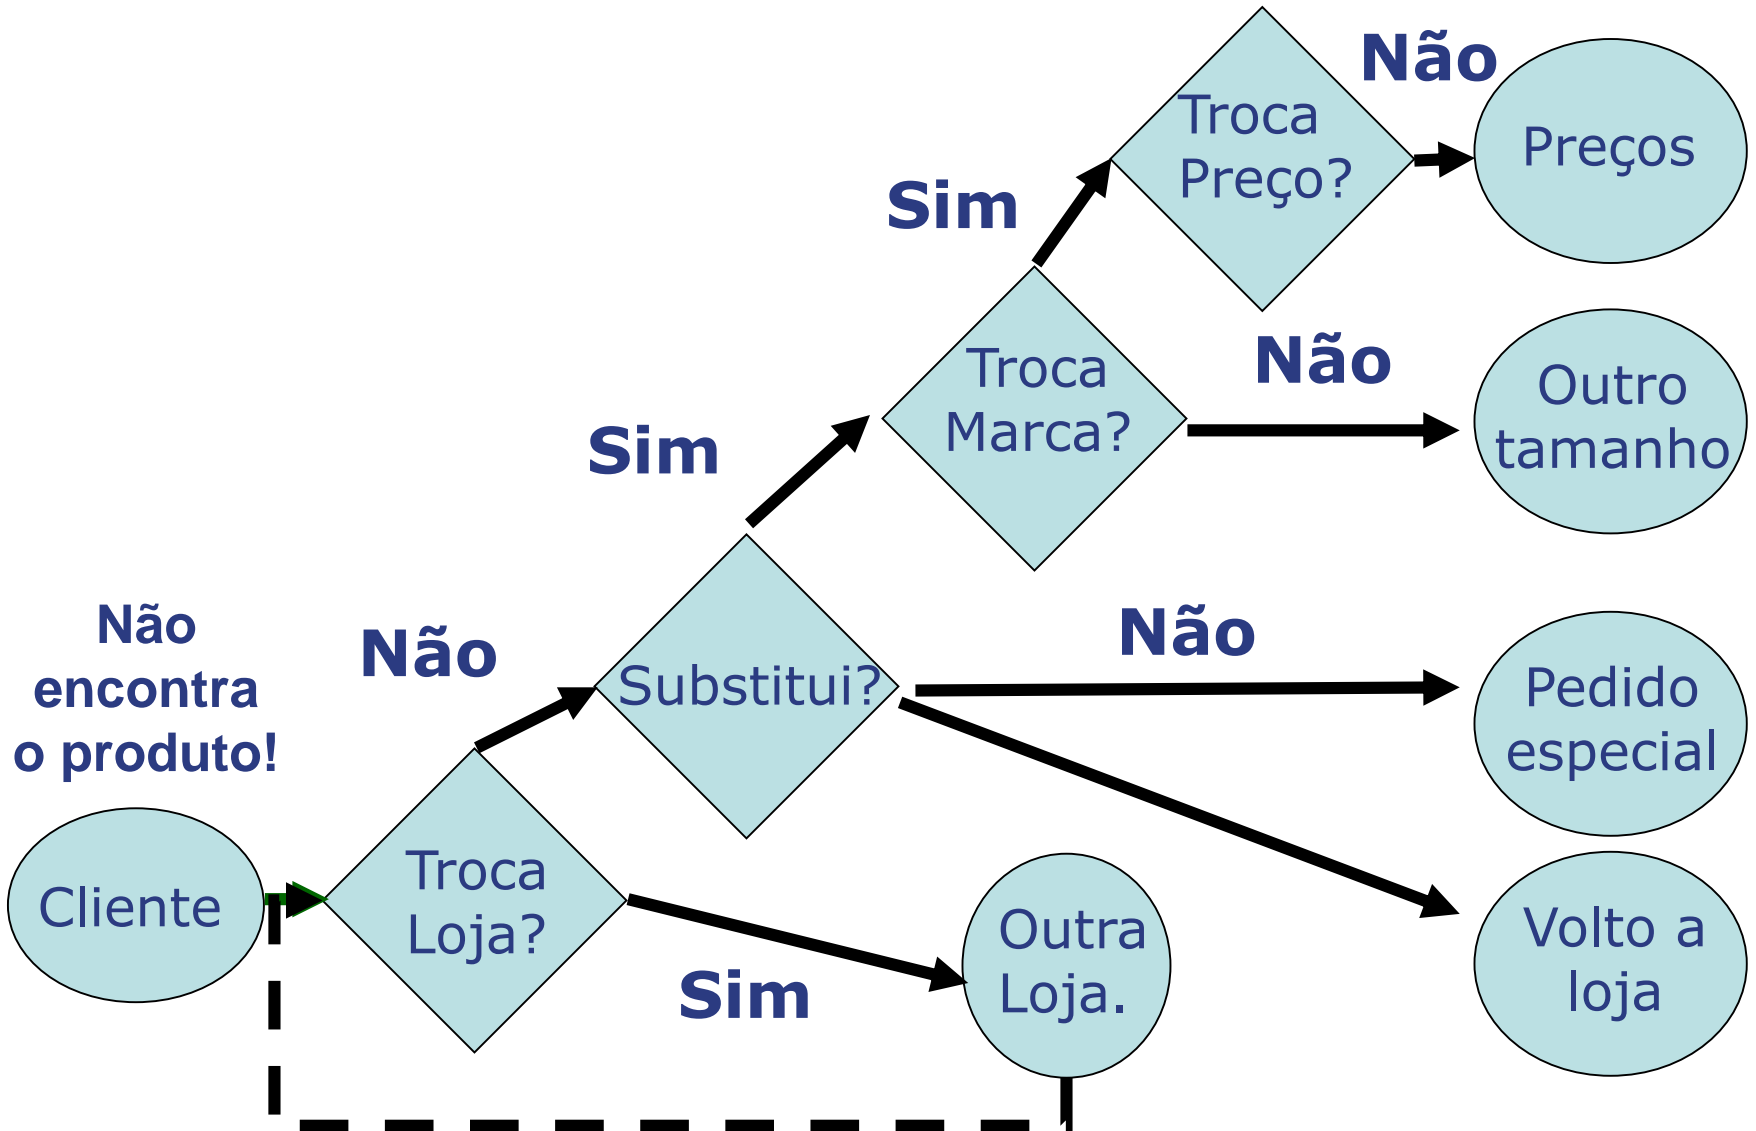 Não
encontra
o produto!
Cliente
Troca
Loja?
Sim
Outra
Loja.
Não
Substitui?
Não
Pedido
especial
Volto a
loja
Sim
Troca
Marca?
Não
Outro
tamanho
Sim
Troca
Preço?
Não
Preços